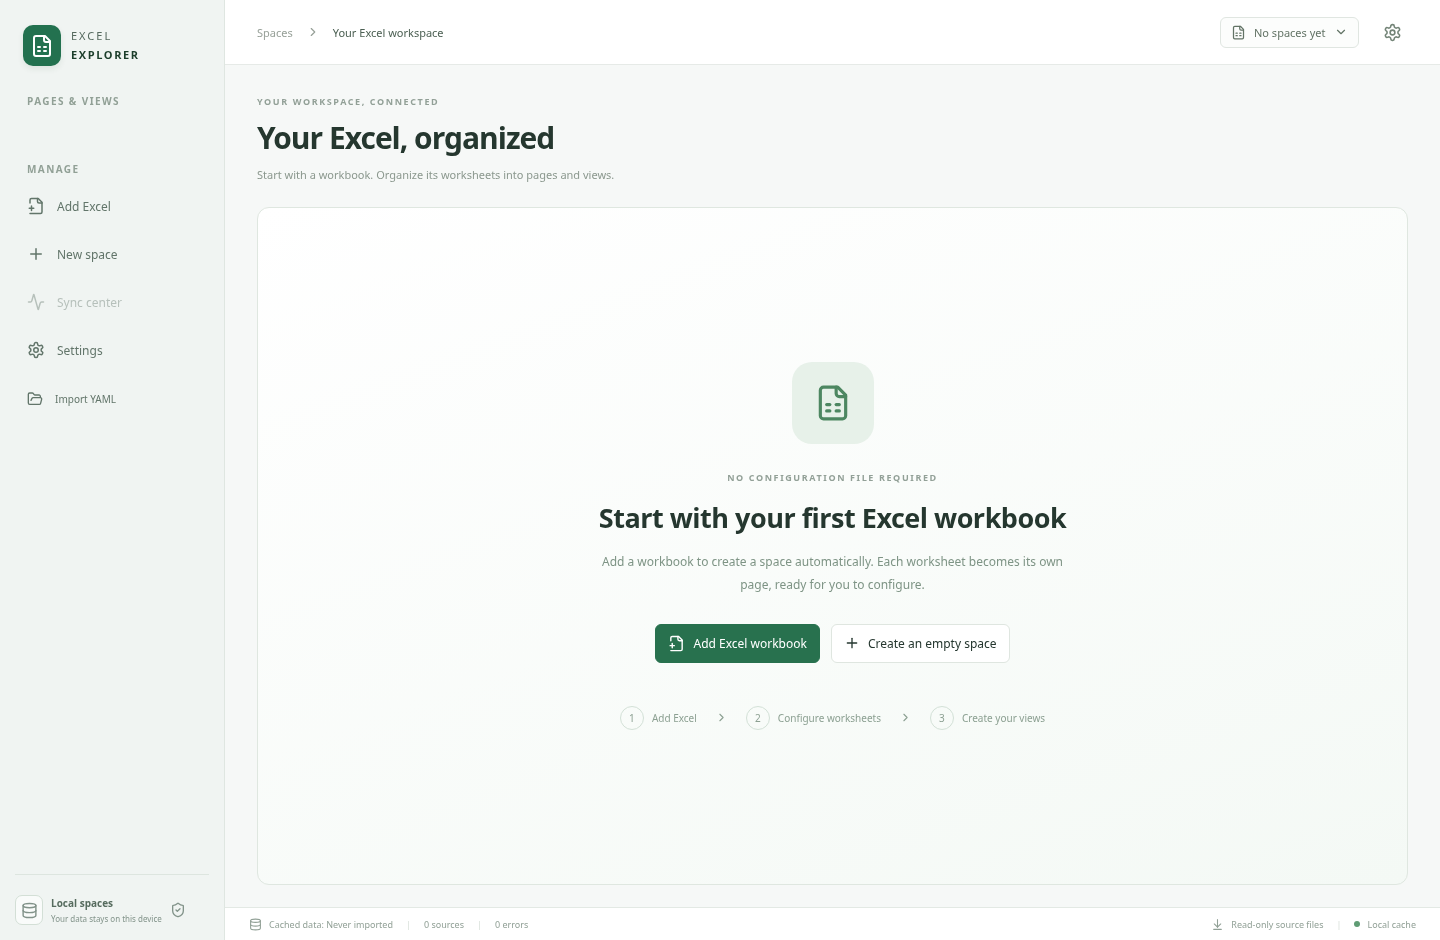 EXCEL
EXPLORER
PAGES & VIEWS
MANAGE
Add Excel
New space
Sync center
Settings
Import YAML
Local spaces
Your data stays on this device
Spaces
Your Excel workspace
No spaces yet
YOUR WORKSPACE, CONNECTED
Your Excel, organized
Start with a workbook. Organize its worksheets into pages and views.
NO CONFIGURATION FILE REQUIRED
Start with your first Excel workbook
Add a workbook to create a space automatically. Each worksheet becomes its own
page, ready for you to configure.
Add Excel workbook
Create an empty space
1 Add Excel
2 Configure worksheets
3 Create your views
Cached data: Never imported | 0 sources | 0 errors
Read-only source files | Local cache